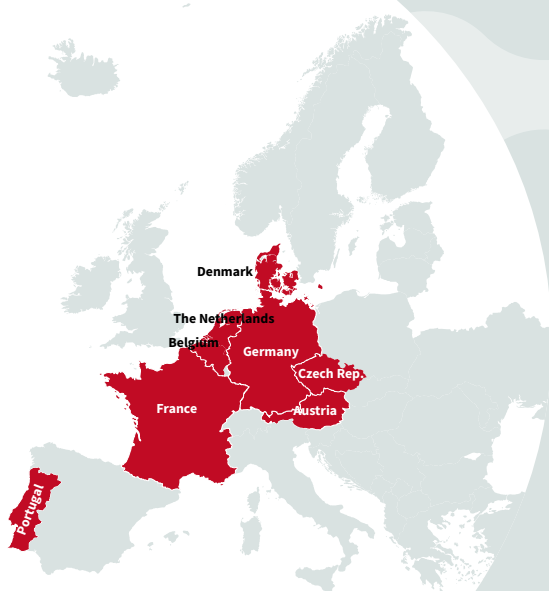 Denmark
The Netherlands
Belgium
Germany
Czech Rep.
France
Austria
Portugal